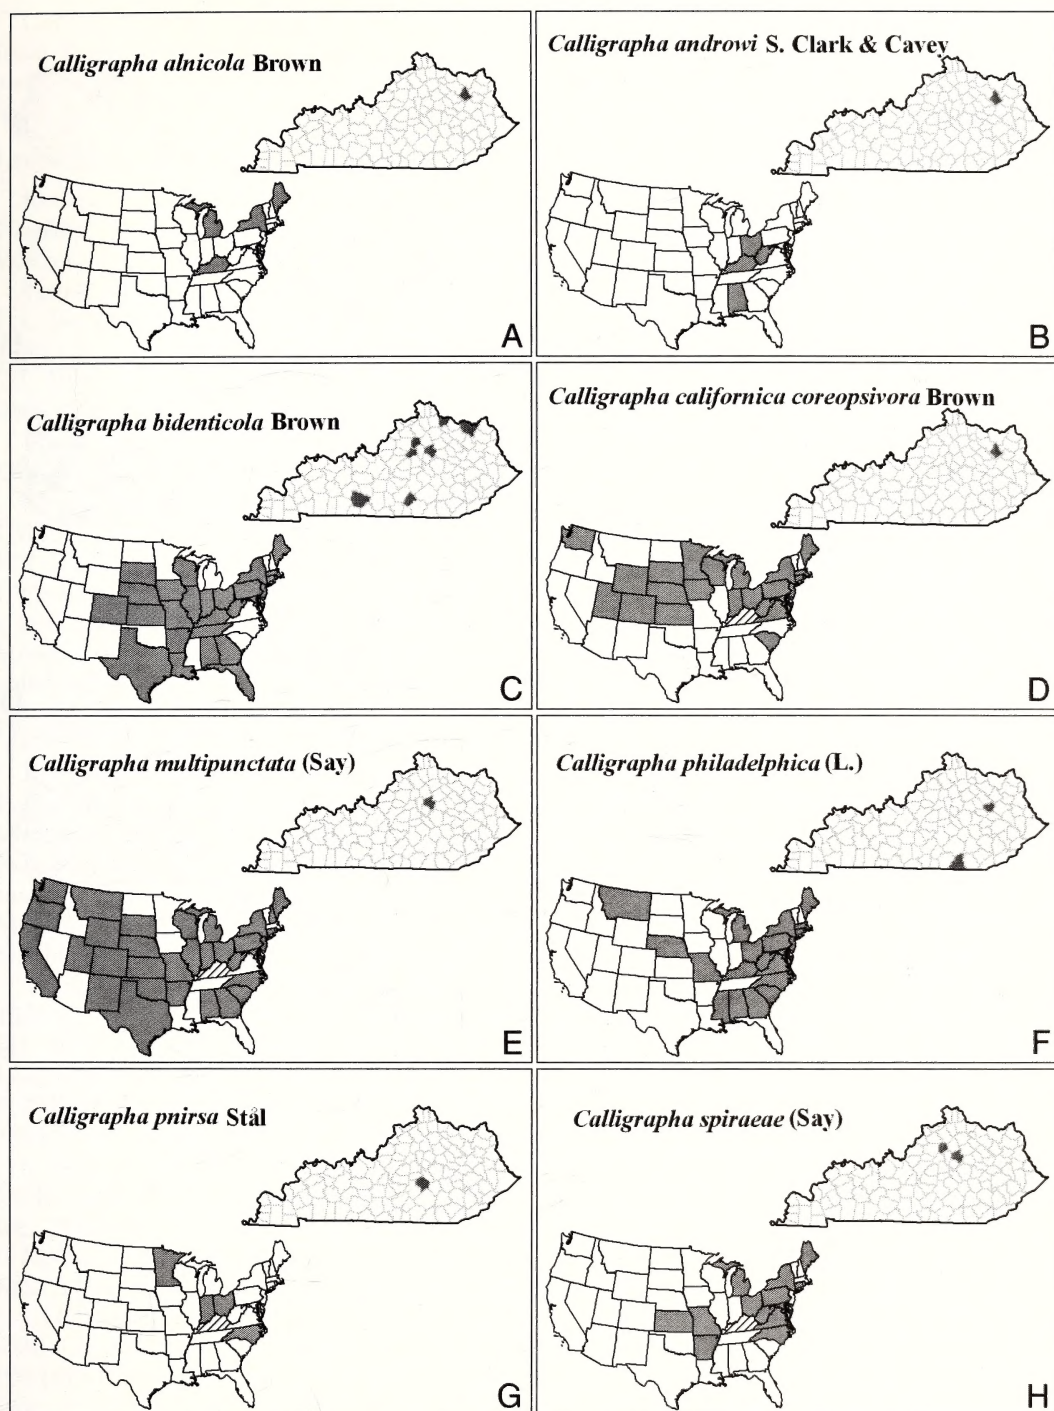 Calligrapha alnicola Brown
A
Calligrapha androwi S. Clark & Cavey
B
Calligrapha bidenticola Brown
C
Calligrapha californica coreopsivora Brown
D
Calligrapha multipunctata (Say)
E
Calligrapha philadelphica (L.)
F
Calligrapha pnirsa Stål
G
Calligrapha spiraeae (Say)
H